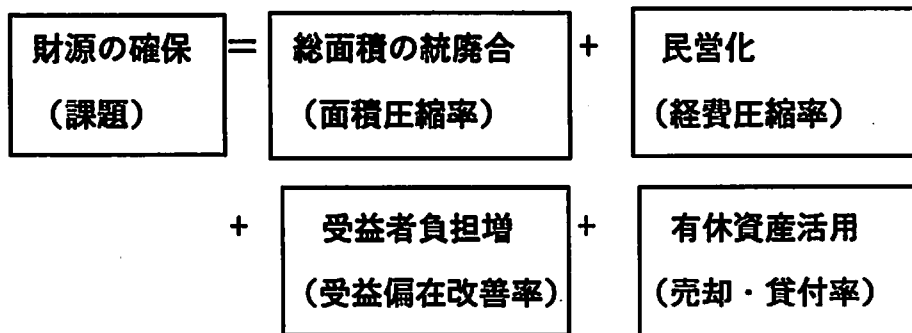 財源の確保 = 総面積の統廃合 + 民営化
(課題) (面積圧縮率) (経費圧縮率)
+ 受益者負担増 + 有休資産活用
(受益偏在改善率) (売却・貸付率)